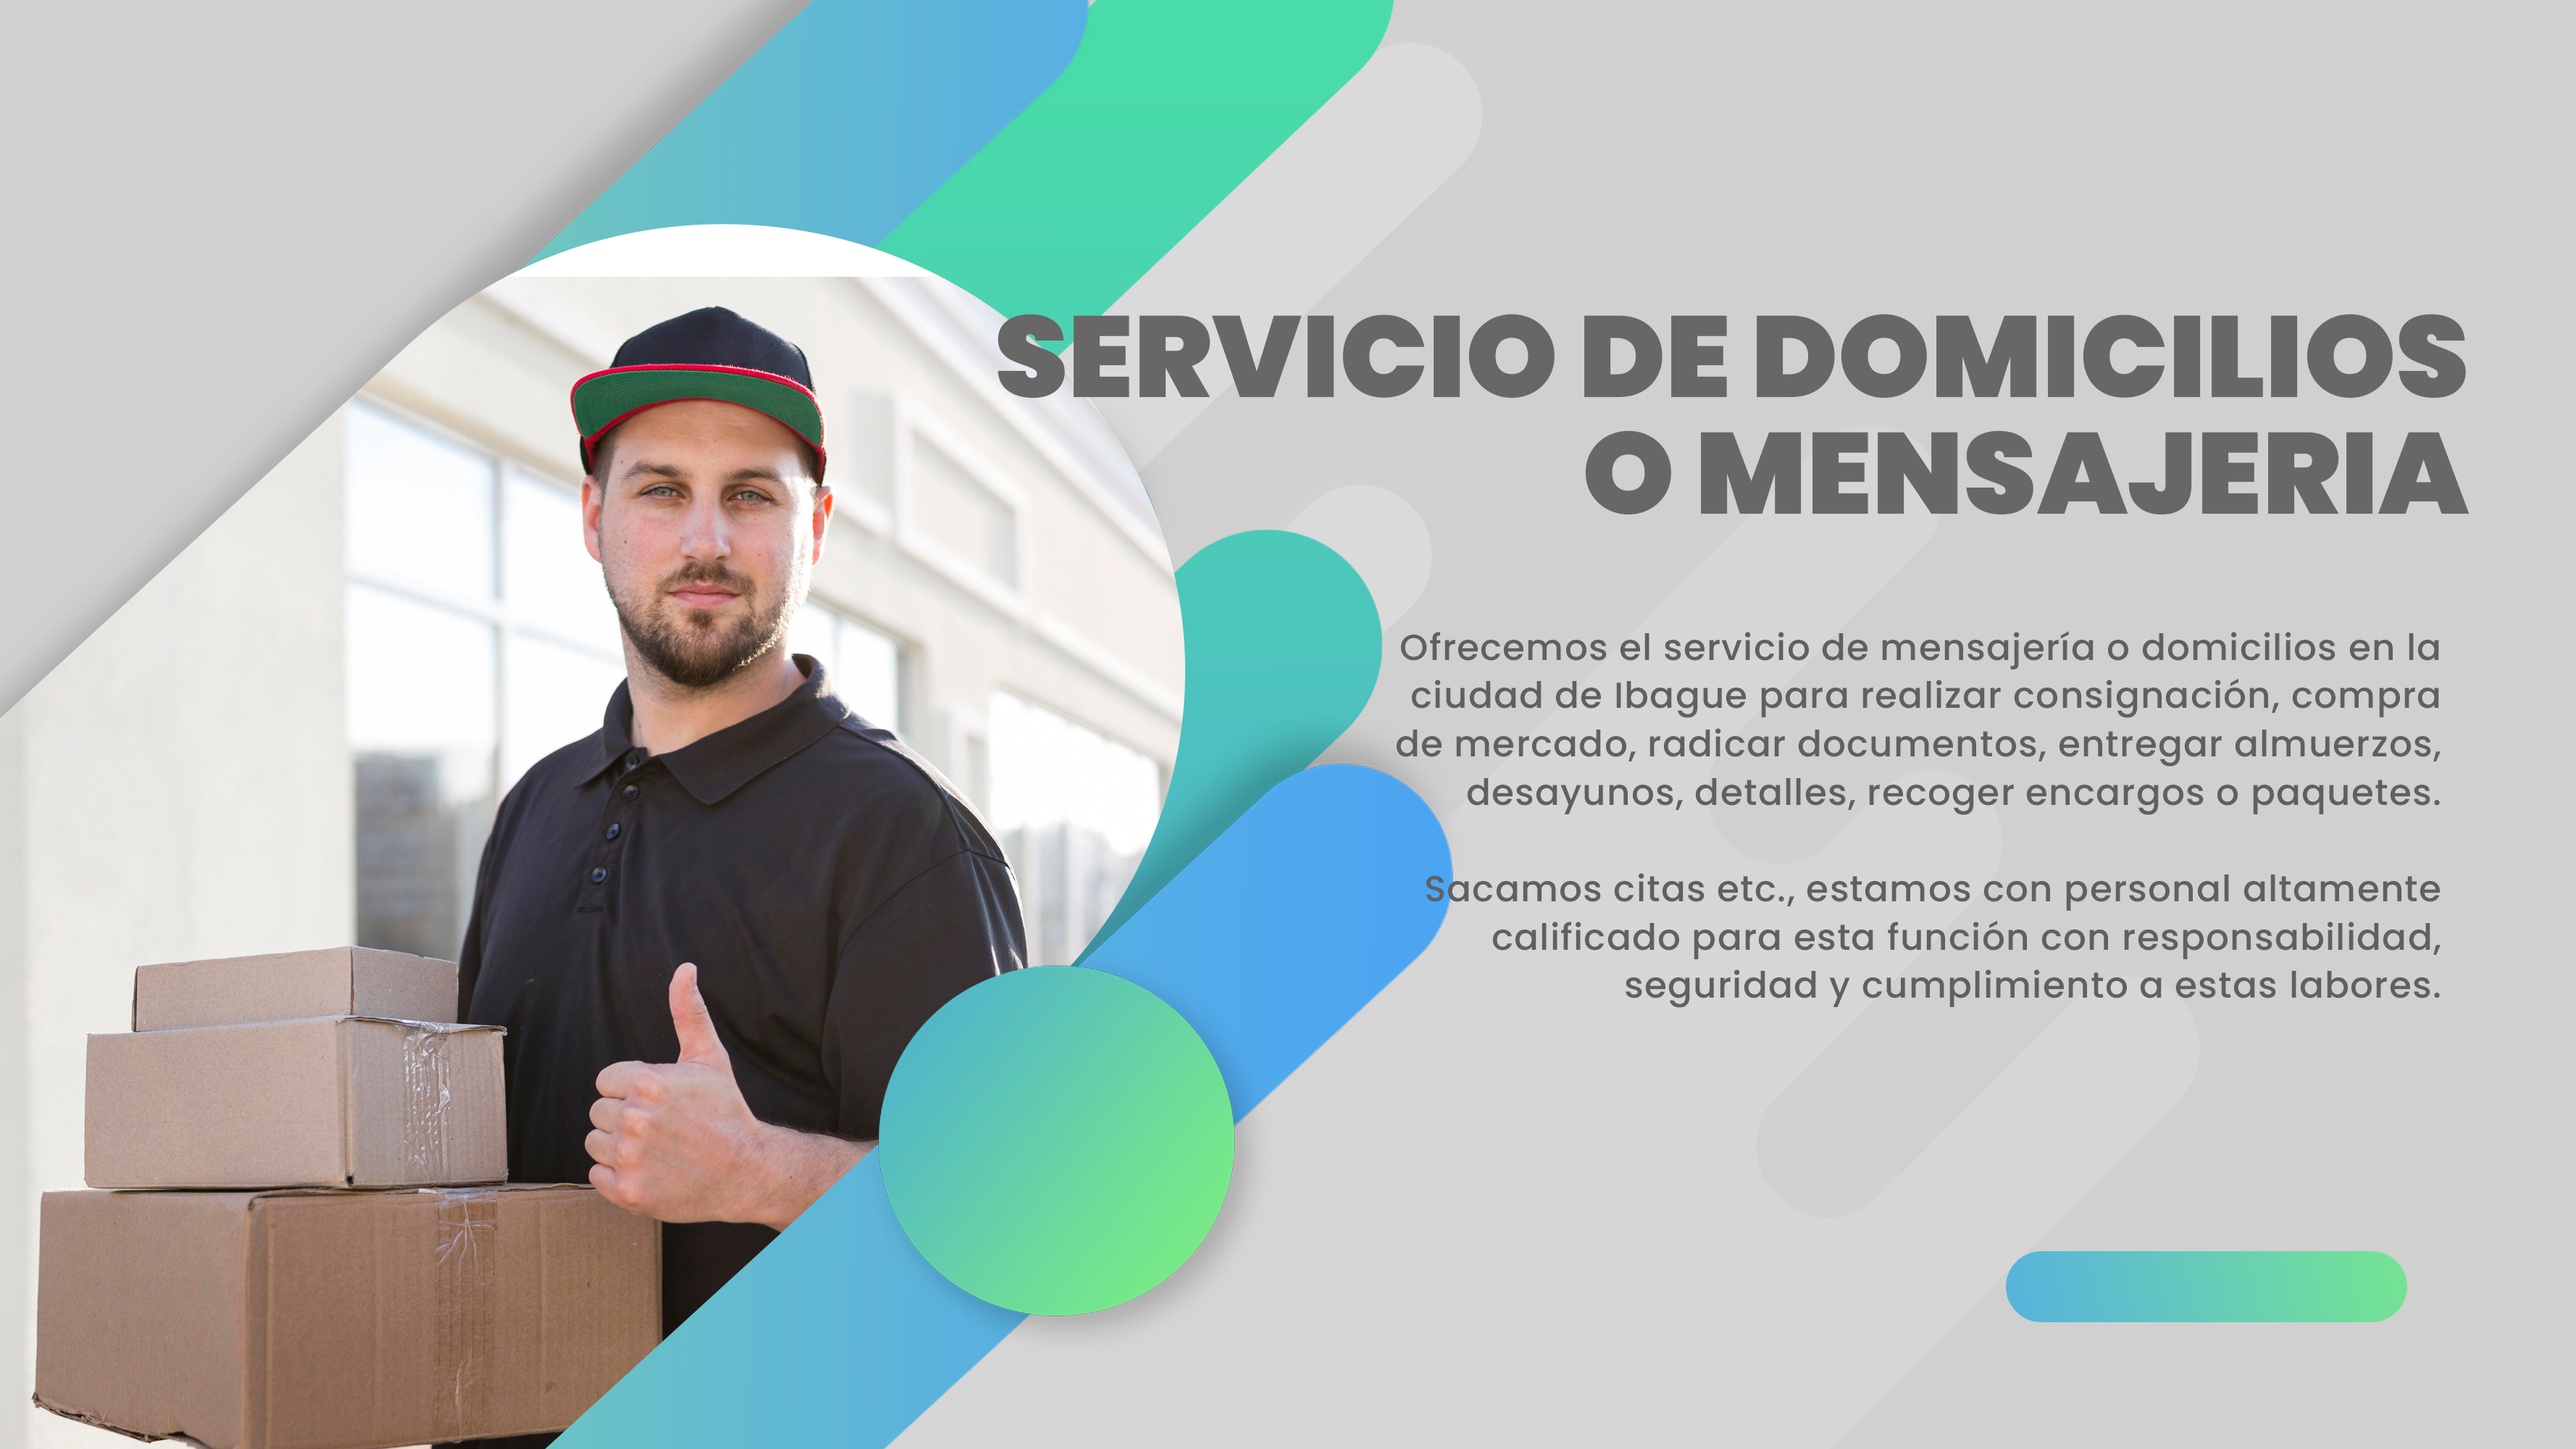 SERVICIO DE DOMICILIOS
O MENSAJERIA
Ofrecemos el servicio de mensajería o domicilios en la
ciudad de Ibague para realizar consignación, compra
de mercado, radicar documentos, entregar almuerzos,
desayunos, detalles, recoger encargos o paquetes.
Sacamos citas etc., estamos con personal altamente
calificado para esta función con responsabilidad,
seguridad y cumplimiento a estas labores.